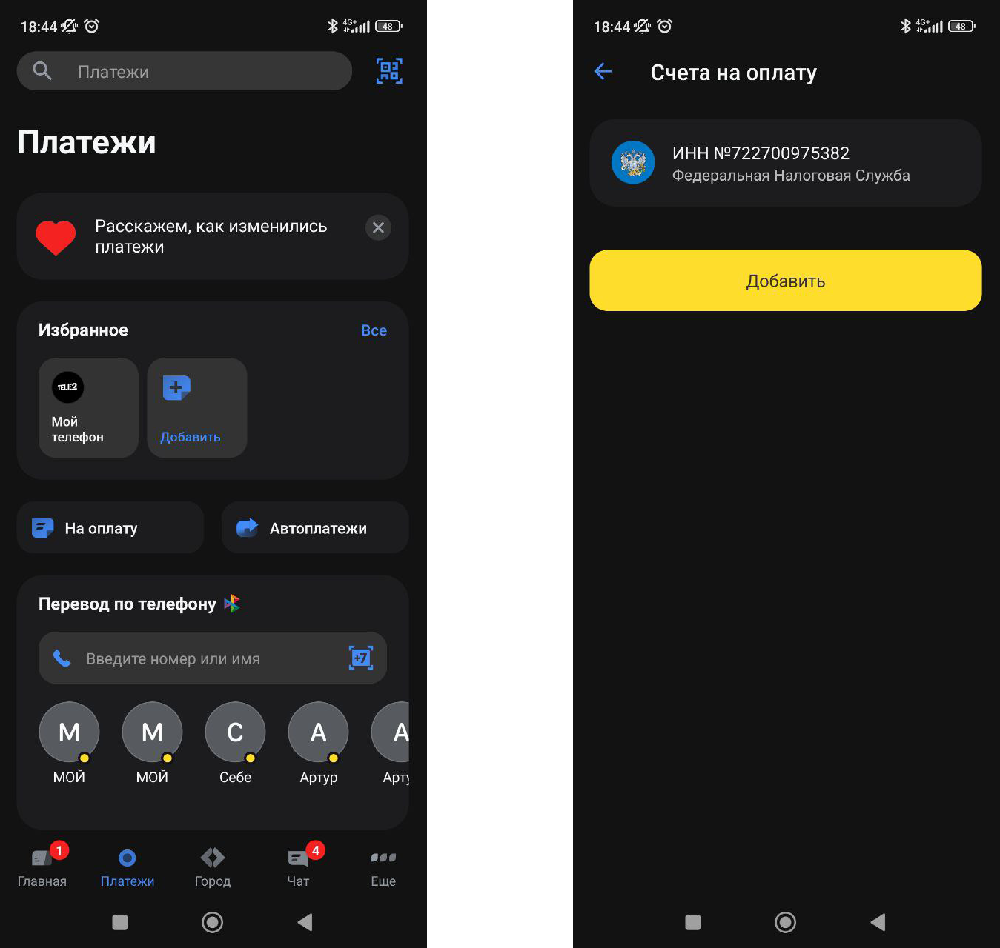 18:44
4G+
48
Платежи
Платежи
Расскажем, как изменились
платежи
Избранное
Все
TELE2
Мой
телефон
Добавить
На оплату
Автоплатежи
Перевод по телефону
Введите номер или имя
+7
М
М
С
А
А
МОЙ
МОЙ
Себе
Артур
Арту
1
4
Главная
Платежи
Город
Чат
Еще
18:44
4G+
48
Счета на оплату
ИНН №722700975382
Федеральная Налоговая Служба
Добавить